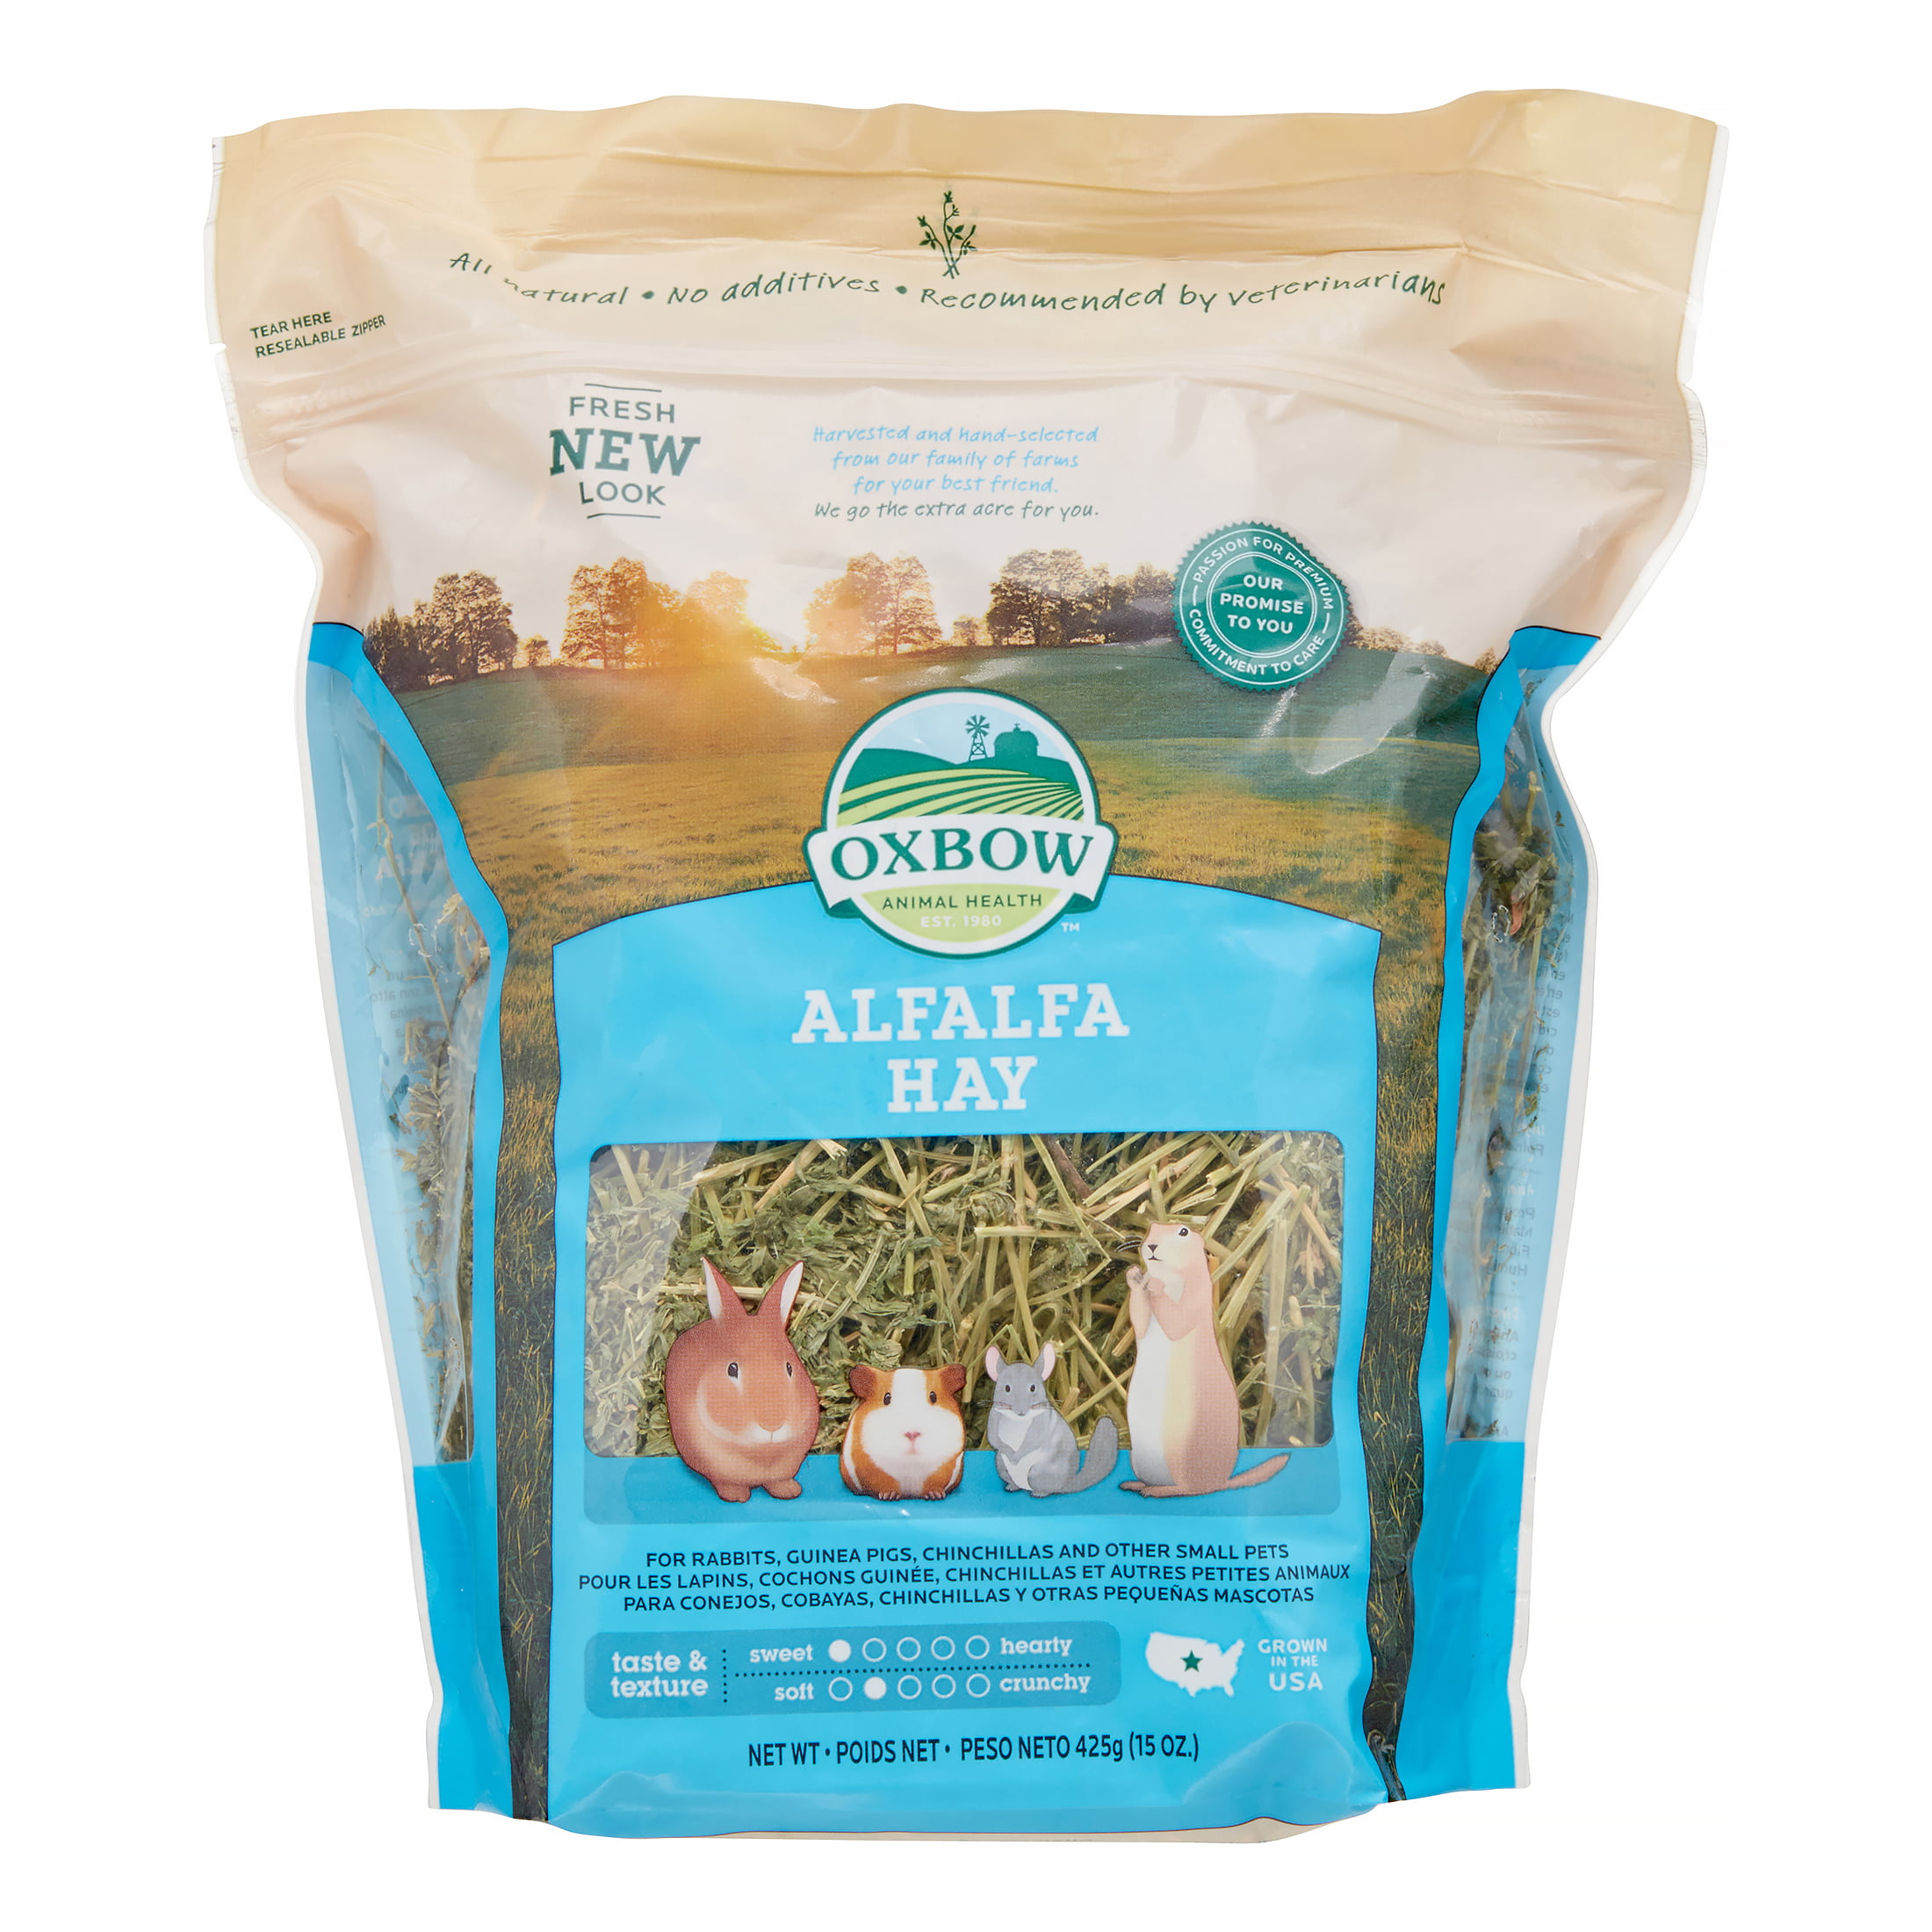 All natural • No additives • Recommended by veterinarians
TEAR HERE
RESEALABLE ZIPPER
FRESH
NEW
LOOK
Harvested and hand-selected
from our family of farms
for your best friend.
We go the extra acre for you.
PASSION FOR PREMIUM
OUR
PROMISE
TO YOU
COMMITMENT TO CARE
OXBOW
ANIMAL HEALTH
EST. 1980
TM
ALFALFA
HAY
FOR RABBITS, GUINEA PIGS, CHINCHILLAS AND OTHER SMALL PETS
POUR LES LAPINS, COCHONS GUINÉE, CHINCHILLAS ET AUTRES PETITES ANIMAUX
PARA CONEJOS, COBAYAS, CHINCHILLAS Y OTRAS PEQUEÑAS MASCOTAS
taste &
texture
sweet hearty
soft crunchy
GROWN
IN THE
USA
NET WT • POIDS NET • PESO NETO 425g (15 OZ.)